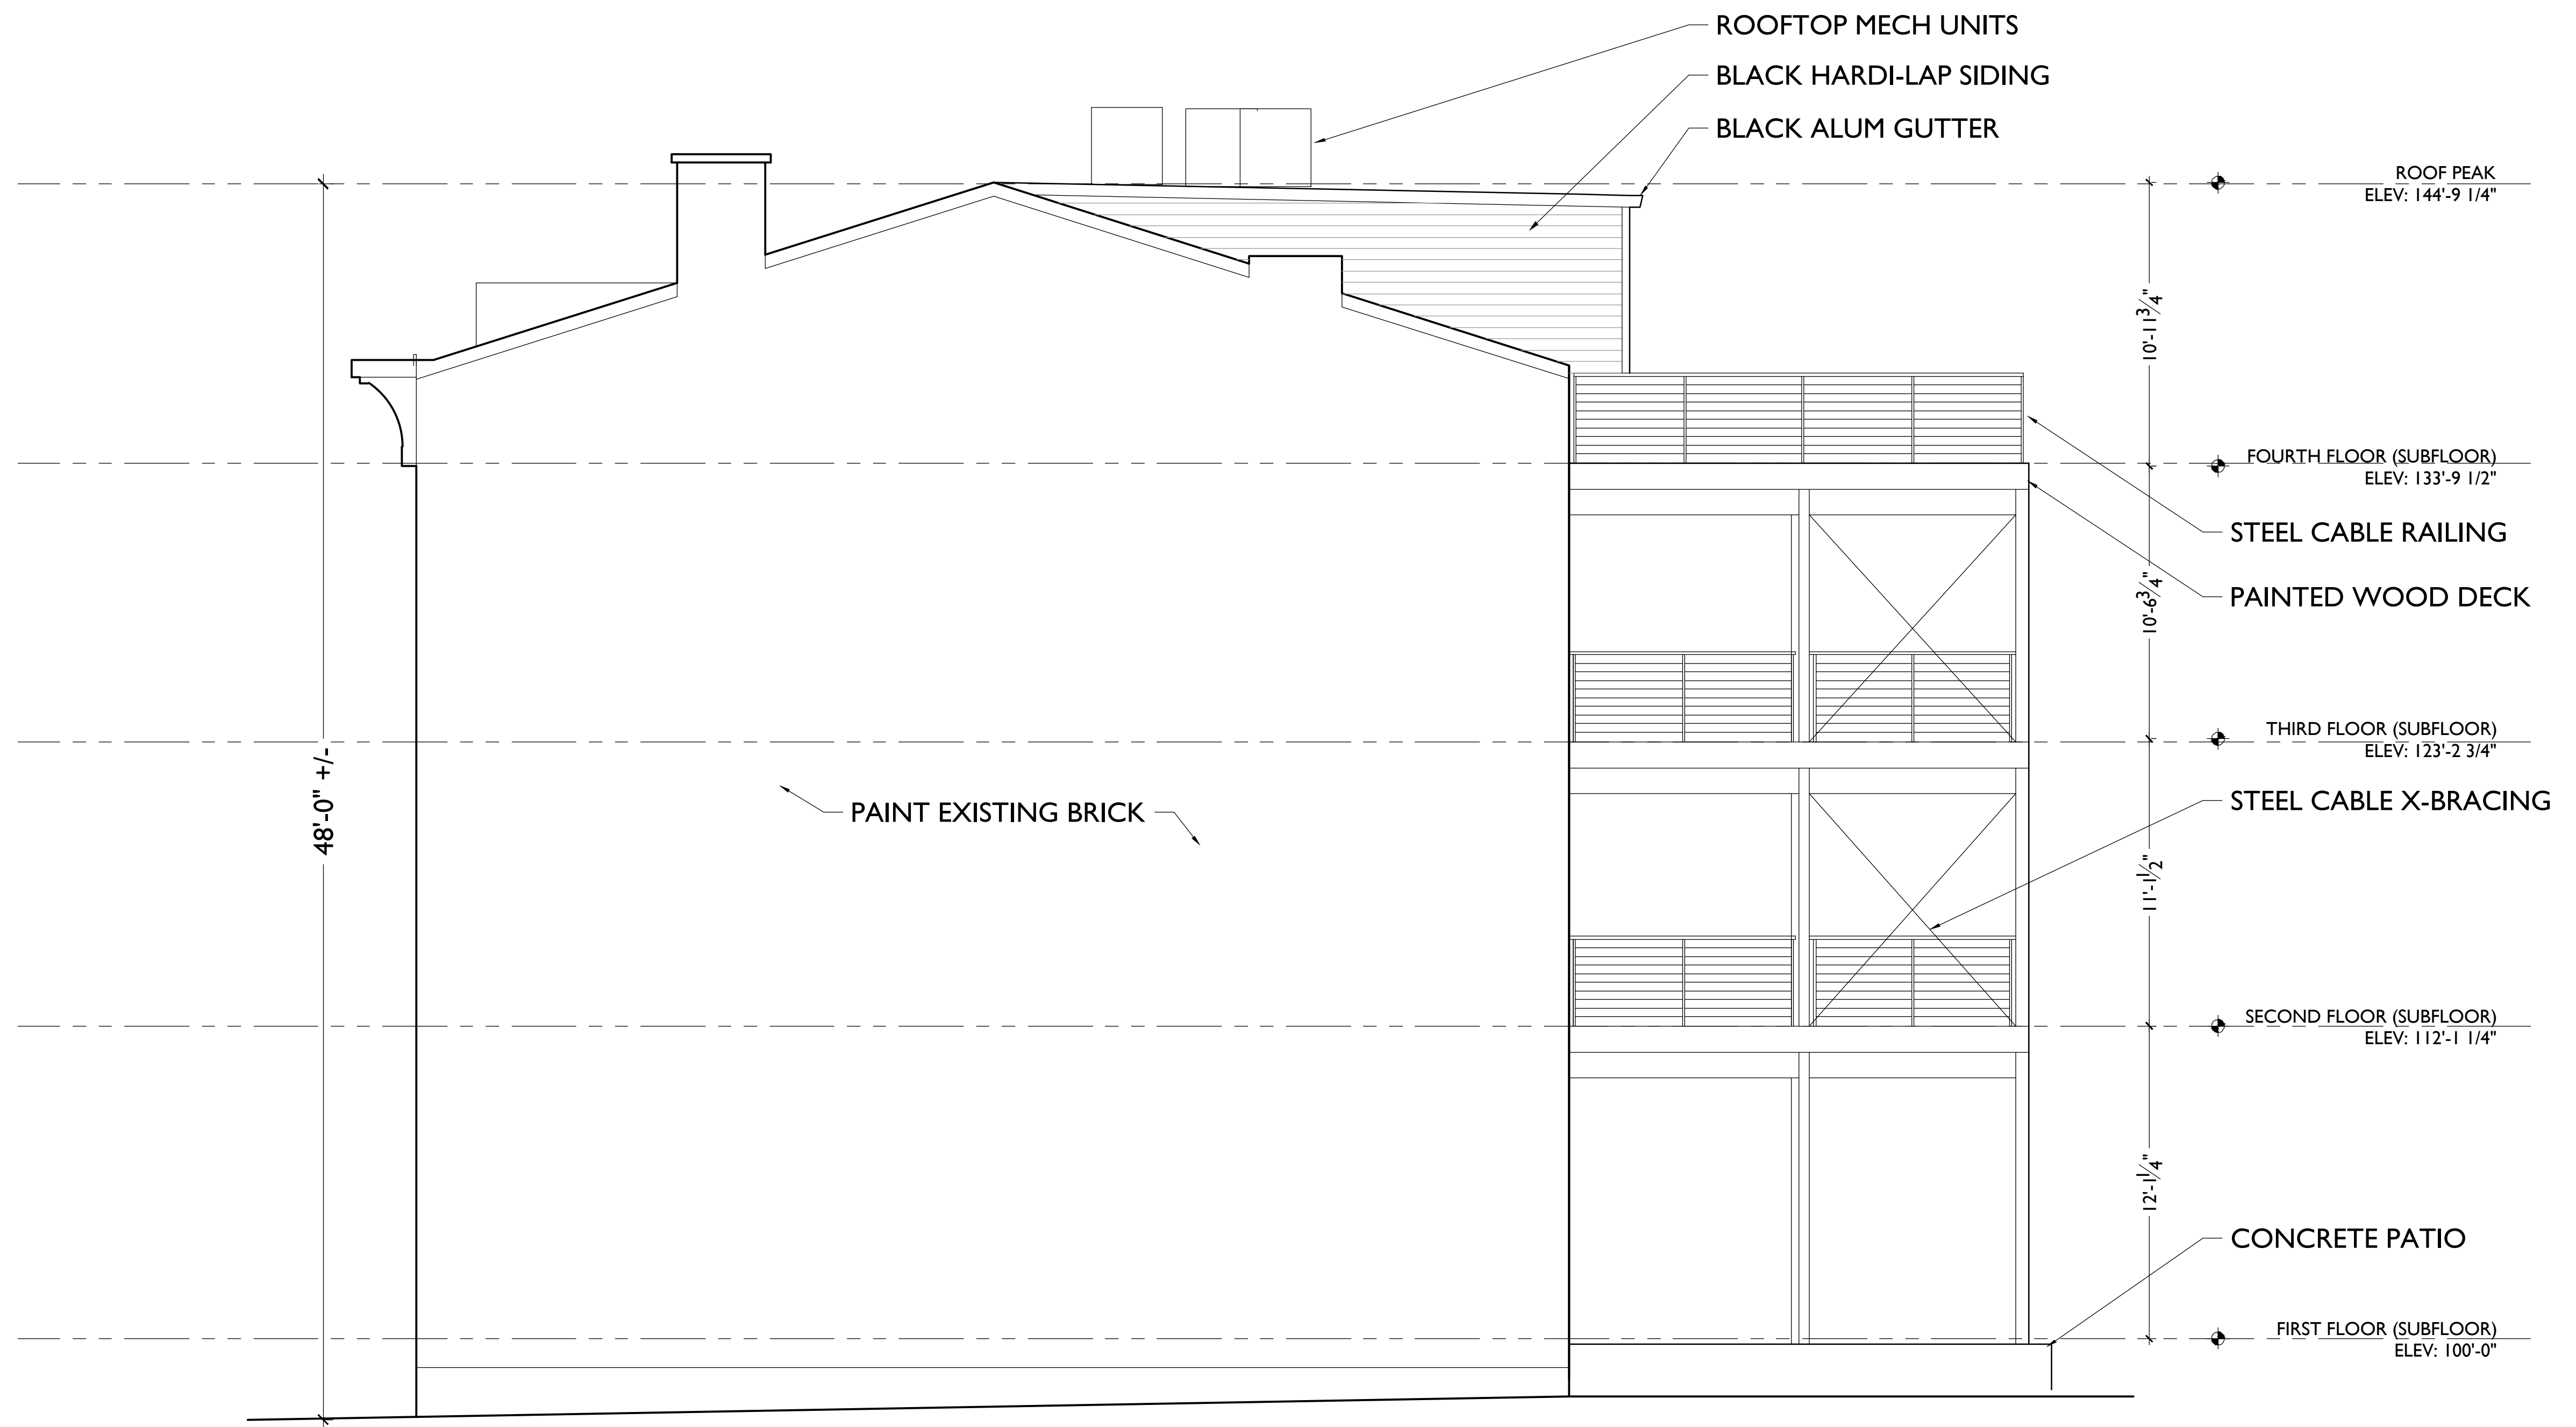 ROOFTOP MECH UNITS
BLACK HARDI-LAP SIDING
BLACK ALUM GUTTER
ROOF PEAK
ELEV: 144'-9 1/4"
10'-11 3/4"
FOURTH FLOOR (SUBFLOOR)
ELEV: 133'-9 1/2"
STEEL CABLE RAILING
PAINTED WOOD DECK
10'-6 3/4"
THIRD FLOOR (SUBFLOOR)
ELEV: 123'-2 3/4"
48'-0" +/-
PAINT EXISTING BRICK
STEEL CABLE X-BRACING
11'-1 1/2"
SECOND FLOOR (SUBFLOOR)
ELEV: 112'-1 1/4"
12'-1 1/4"
CONCRETE PATIO
FIRST FLOOR (SUBFLOOR)
ELEV: 100'-0"